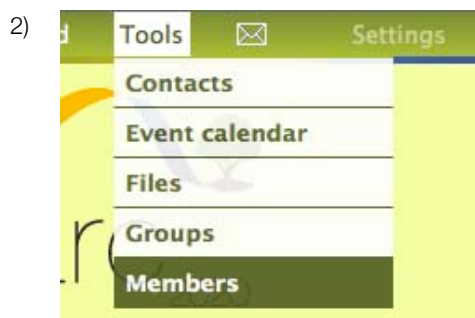 2)
d Tools Settings
Contacts
Event calendar
Files
Groups
Members